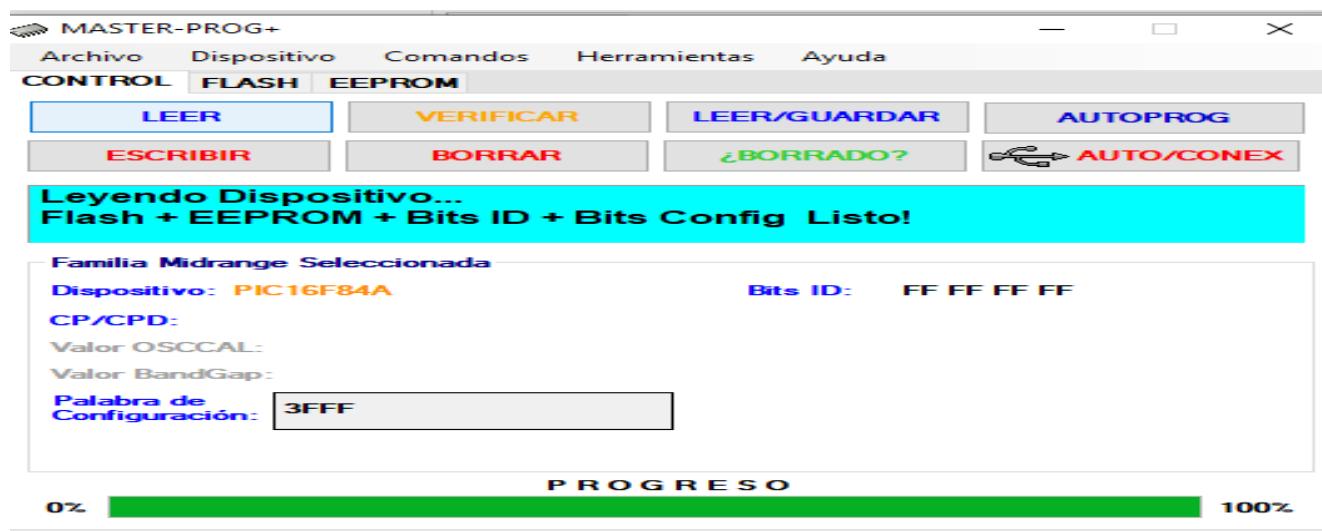 MASTER-PROG+
Archivo Dispositivo Comandos Herramientas Ayuda
CONTROL FLASH EEPROM
LEER VERIFICAR LEER/GUARDAR AUTOPROG
ESCRIBIR BORRAR ¿BORRADO? AUTO/CONEX
Leyendo Dispositivo...
Flash + EEPROM + Bits ID + Bits Config Listo!
Familia Midrange Seleccionada
Dispositivo: PIC16F84A Bits ID: FF FF FF FF
CP/CPD:
Valor OSCCAL:
Valor BandGap:
Palabra de
Configuración: 3FFF
PROGRESO
0% 100%